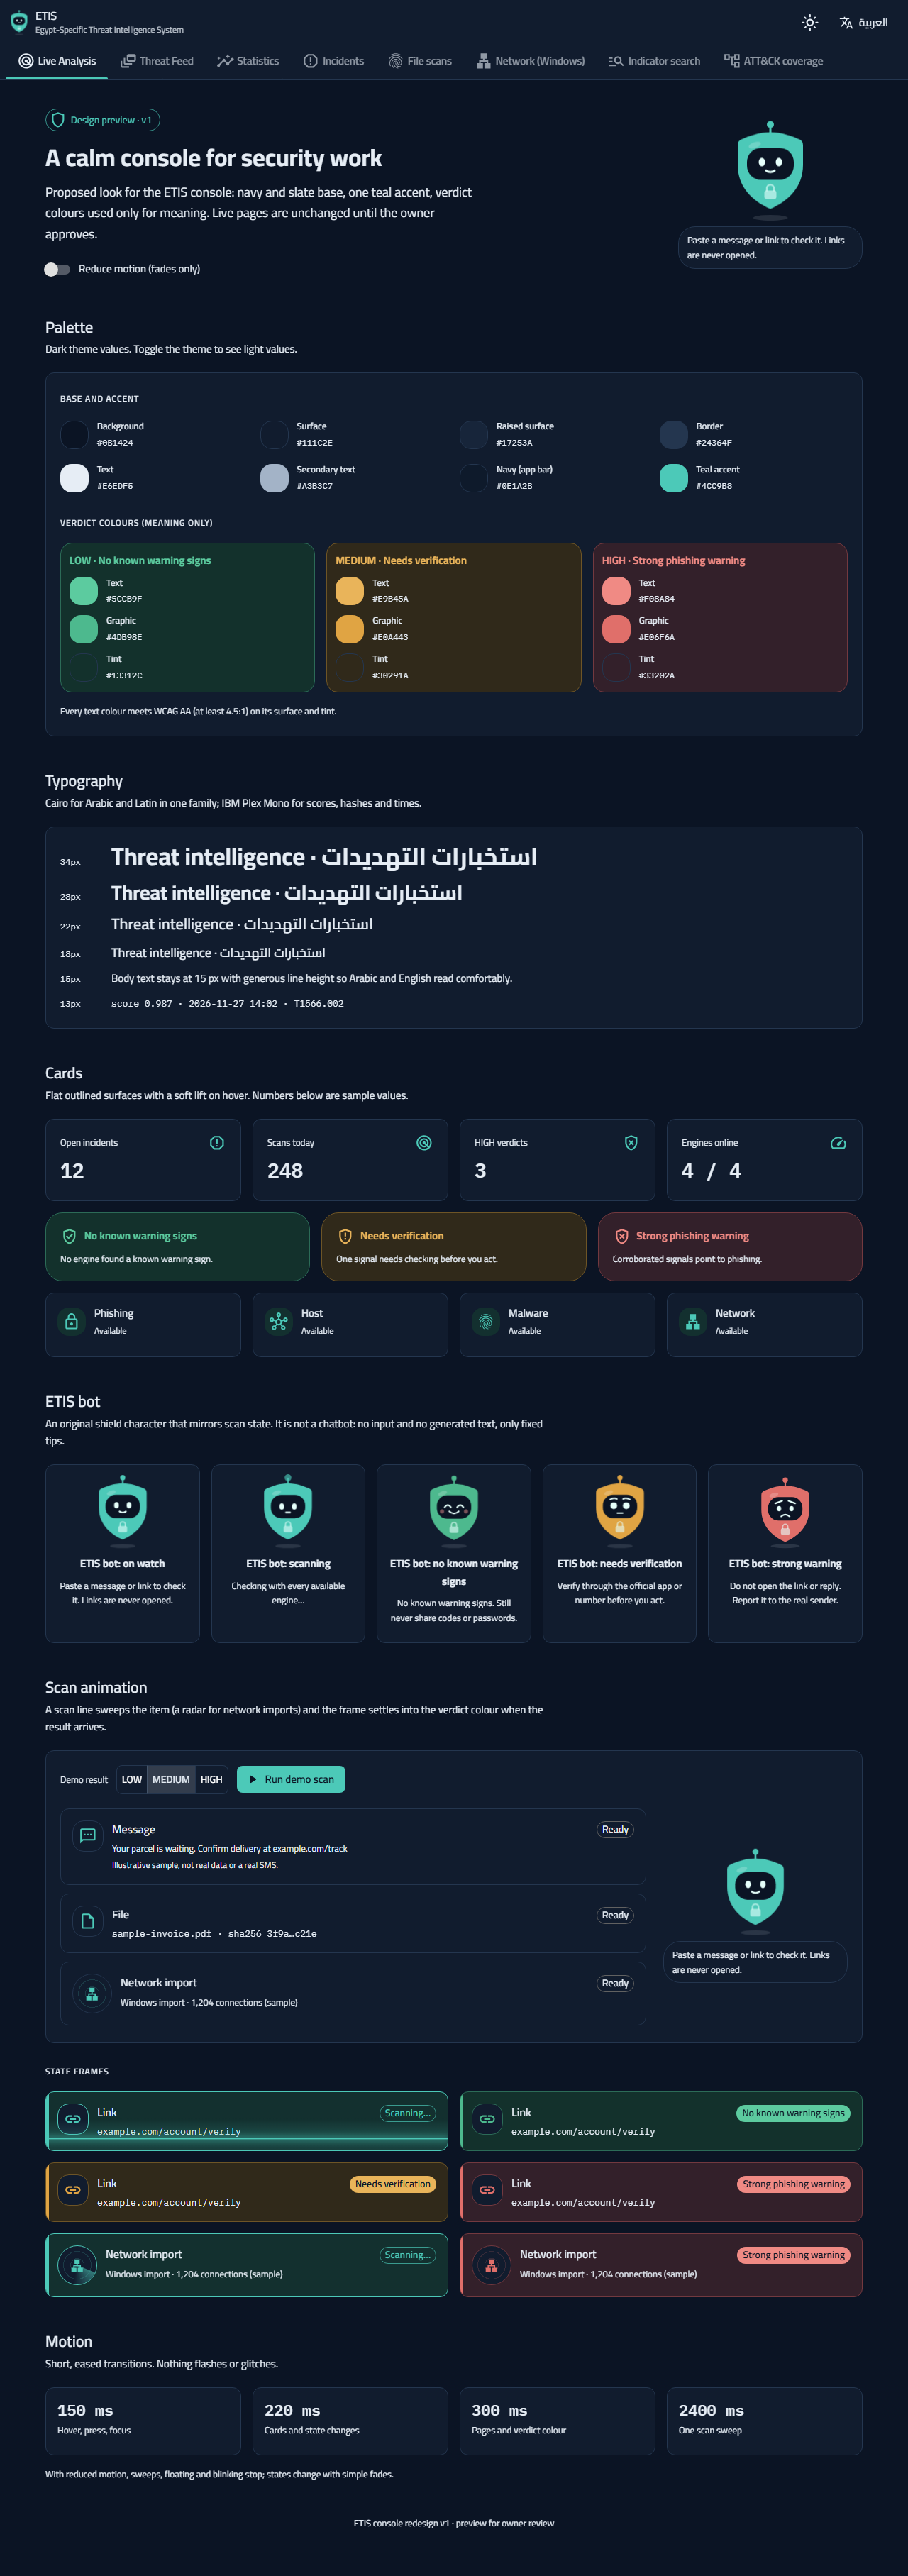 ETIS
Egypt-Specific Threat Intelligence System
العربية
Live Analysis
Threat Feed
Statistics
Incidents
File scans
Network (Windows)
Indicator search
ATT&CK coverage
Design preview · v1
A calm console for security work
Proposed look for the ETIS console: navy and slate base, one teal accent, verdict
colours used only for meaning. Live pages are unchanged until the owner
approves.
Reduce motion (fades only)
Paste a message or link to check it. Links
are never opened.
Palette
Dark theme values. Toggle the theme to see light values.
BASE AND ACCENT
Background
#0B1424
Surface
#111C2E
Raised surface
#17253A
Border
#24364F
Text
#E6EDF5
Secondary text
#A3B3C7
Navy (app bar)
#0E1A2B
Teal accent
#4CC9B8
VERDICT COLOURS (MEANING ONLY)
LOW · No known warning signs
Text
#5CCB9F
Graphic
#4DB98E
Tint
#13312C
MEDIUM · Needs verification
Text
#E9B45A
Graphic
#E0A443
Tint
#30291A
HIGH · Strong phishing warning
Text
#F08A84
Graphic
#E06F6A
Tint
#33202A
Every text colour meets WCAG AA (at least 4.5:1) on its surface and tint.
Typography
Cairo for Arabic and Latin in one family; IBM Plex Mono for scores, hashes and times.
34px Threat intelligence · استخبارات التهديدات
28px Threat intelligence · استخبارات التهديدات
22px Threat intelligence · استخبارات التهديدات
18px Threat intelligence · استخبارات التهديدات
15px Body text stays at 15 px with generous line height so Arabic and English read comfortably.
13px score 0.987 · 2026-11-27 14:02 · T1566.002
Cards
Flat outlined surfaces with a soft lift on hover. Numbers below are sample values.
Open incidents
12
Scans today
248
HIGH verdicts
3
Engines online
4 / 4
No known warning signs
No engine found a known warning sign.
Needs verification
One signal needs checking before you act.
Strong phishing warning
Corroborated signals point to phishing.
Phishing
Available
Host
Available
Malware
Available
Network
Available
ETIS bot
An original shield character that mirrors scan state. It is not a chatbot: no input and no generated text, only fixed
tips.
ETIS bot: on watch
Paste a message or link to check
it. Links are never opened.
ETIS bot: scanning
Checking with every available
engine…
ETIS bot: no known warning
signs
No known warning signs. Still
never share codes or passwords.
ETIS bot: needs verification
Verify through the official app or
number before you act.
ETIS bot: strong warning
Do not open the link or reply.
Report it to the real sender.
Scan animation
A scan line sweeps the item (a radar for network imports) and the frame settles into the verdict colour when the
result arrives.
Demo result
LOW
MEDIUM
HIGH
Run demo scan
Message
Ready
Your parcel is waiting. Confirm delivery at example.com/track
Illustrative sample, not real data or a real SMS.
File
Ready
sample-invoice.pdf · sha256 3f9a…c21e
Network import
Ready
Windows import · 1,204 connections (sample)
Paste a message or link to check it. Links
are never opened.
STATE FRAMES
Link
Scanning…
example.com/account/verify
Link
No known warning signs
example.com/account/verify
Link
Needs verification
example.com/account/verify
Link
Strong phishing warning
example.com/account/verify
Network import
Scanning…
Windows import · 1,204 connections (sample)
Network import
Strong phishing warning
Windows import · 1,204 connections (sample)
Motion
Short, eased transitions. Nothing flashes or glitches.
150 ms
Hover, press, focus
220 ms
Cards and state changes
300 ms
Pages and verdict colour
2400 ms
One scan sweep
With reduced motion, sweeps, floating and blinking stop; states change with simple fades.
ETIS console redesign v1 · preview for owner review